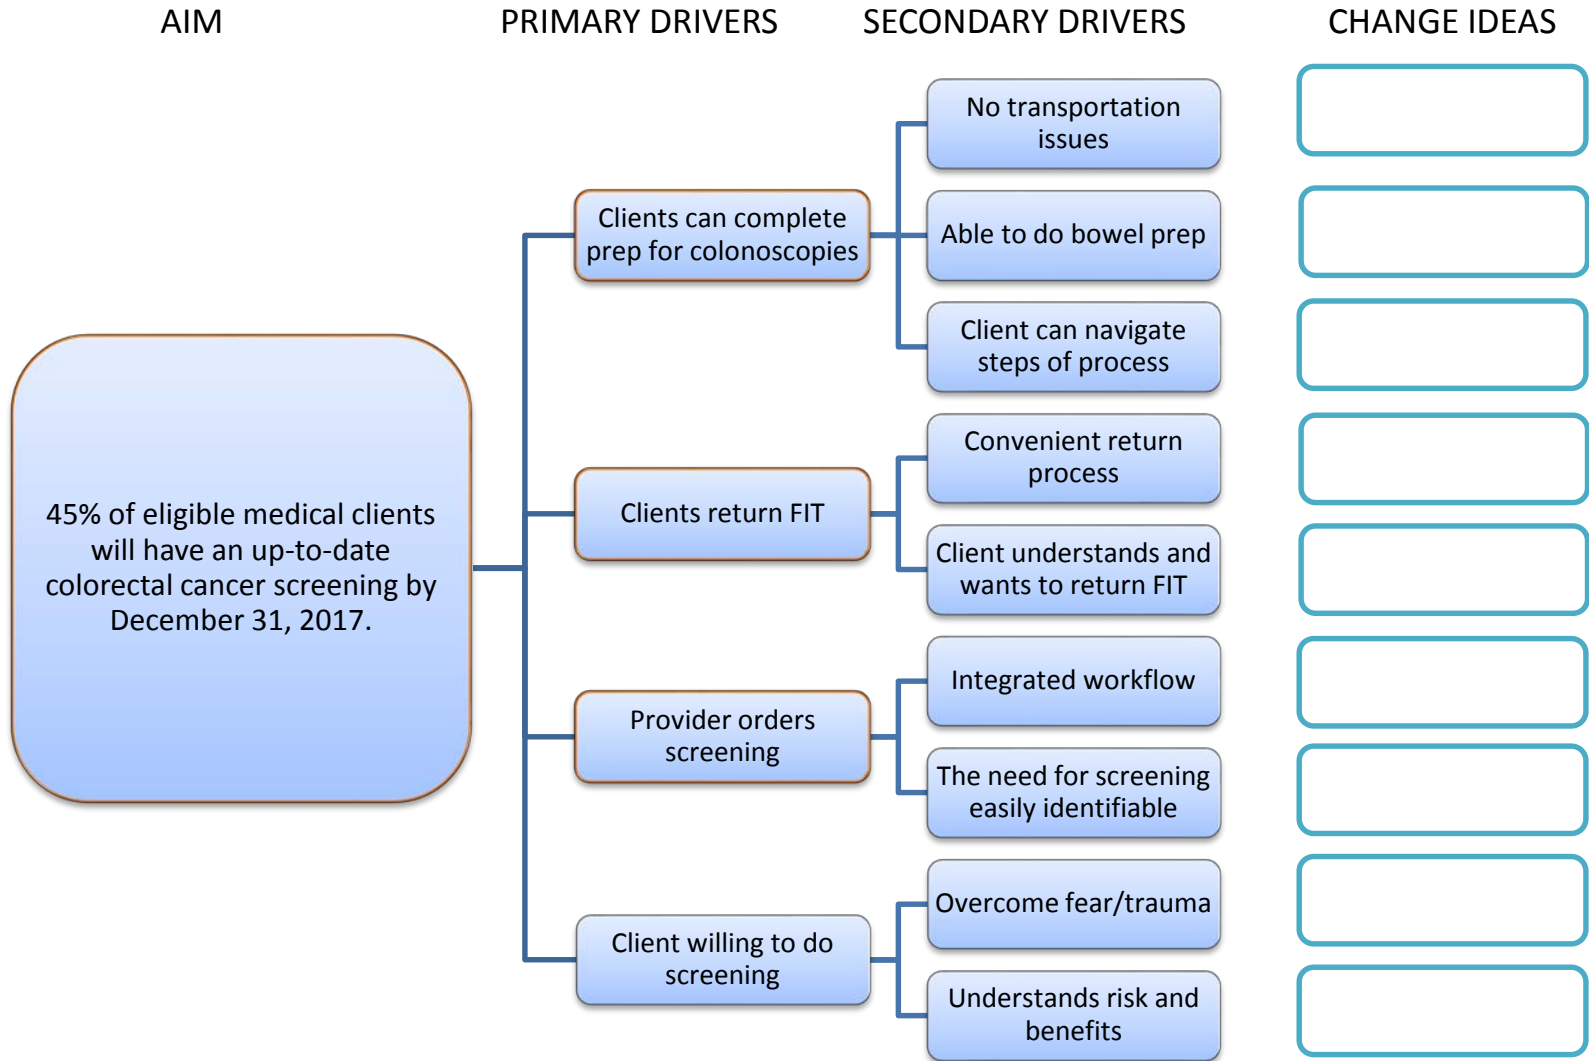 AIM
PRIMARY DRIVERS
SECONDARY DRIVERS
CHANGE IDEAS
45% of eligible medical clients
will have an up-to-date
colorectal cancer screening by
December 31, 2017.
Clients can complete
prep for colonoscopies
No transportation
issues
Able to do bowel prep
Client can navigate
steps of process
Clients return FIT
Convenient return
process
Client understands and
wants to return FIT
Provider orders
screening
Integrated workflow
The need for screening
easily identifiable
Client willing to do
screening
Overcome fear/trauma
Understands risk and
benefits